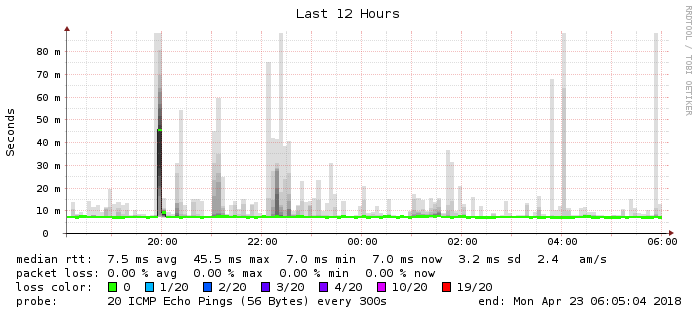 Last 12 Hours
RRDTOOL / TOBI OETIKER
Seconds
80 m
70 m
60 m
50 m
40 m
30 m
20 m
10 m
0
20:00 22:00 00:00 02:00 04:00 06:00
median rtt: 7.5 ms avg 45.5 ms max 7.0 ms min 7.0 ms now 3.2 ms sd 2.4 am/s
packet loss: 0.00 % avg 0.00 % max 0.00 % min 0.00 % now
loss color: 0 1/20 2/20 3/20 4/20 10/20 19/20
probe: 20 ICMP Echo Pings (56 Bytes) every 300s end: Mon Apr 23 06:05:04 2018